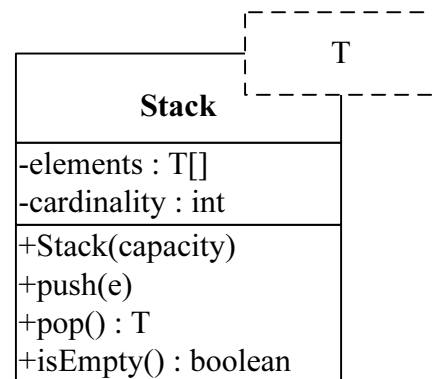 T
Stack
-elements : T[]
-cardinality : int
+Stack(capacity)
+push(e)
+pop() : T
+isEmpty() : boolean